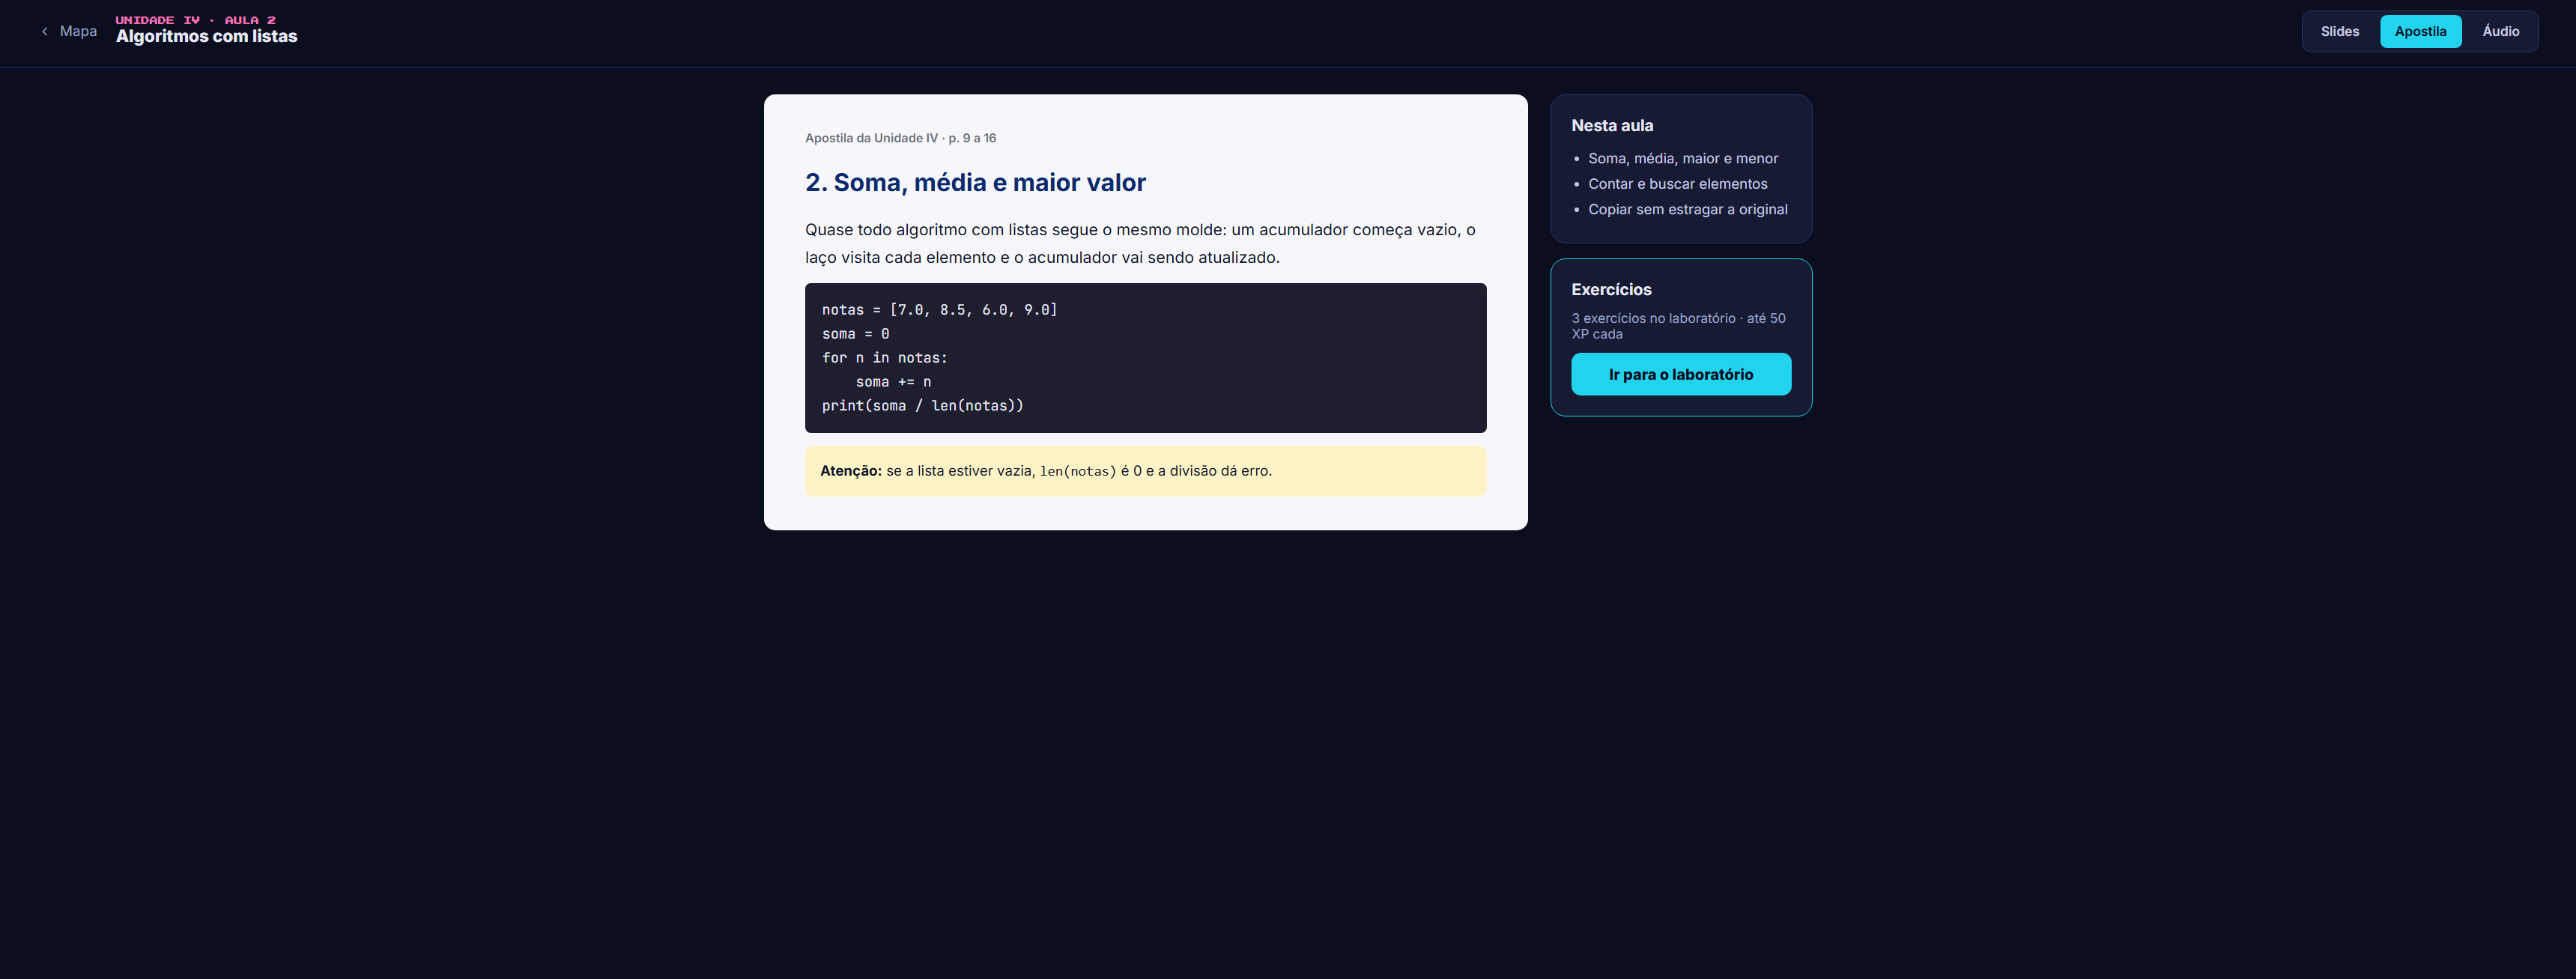 Mapa
UNIDADE IV · AULA 2
Algoritmos com listas
Slides
Apostila
Áudio
Apostila da Unidade IV · p. 9 a 16
2. Soma, média e maior valor
Quase todo algoritmo com listas segue o mesmo molde: um acumulador começa vazio, o
laço visita cada elemento e o acumulador vai sendo atualizado.
notas = [7.0, 8.5, 6.0, 9.0]
soma = 0
for n in notas:
    soma += n
print(soma / len(notas))
Atenção: se a lista estiver vazia, len(notas) é 0 e a divisão dá erro.
Nesta aula
• Soma, média, maior e menor
• Contar e buscar elementos
• Copiar sem estragar a original
Exercícios
3 exercícios no laboratório · até 50
XP cada
Ir para o laboratório